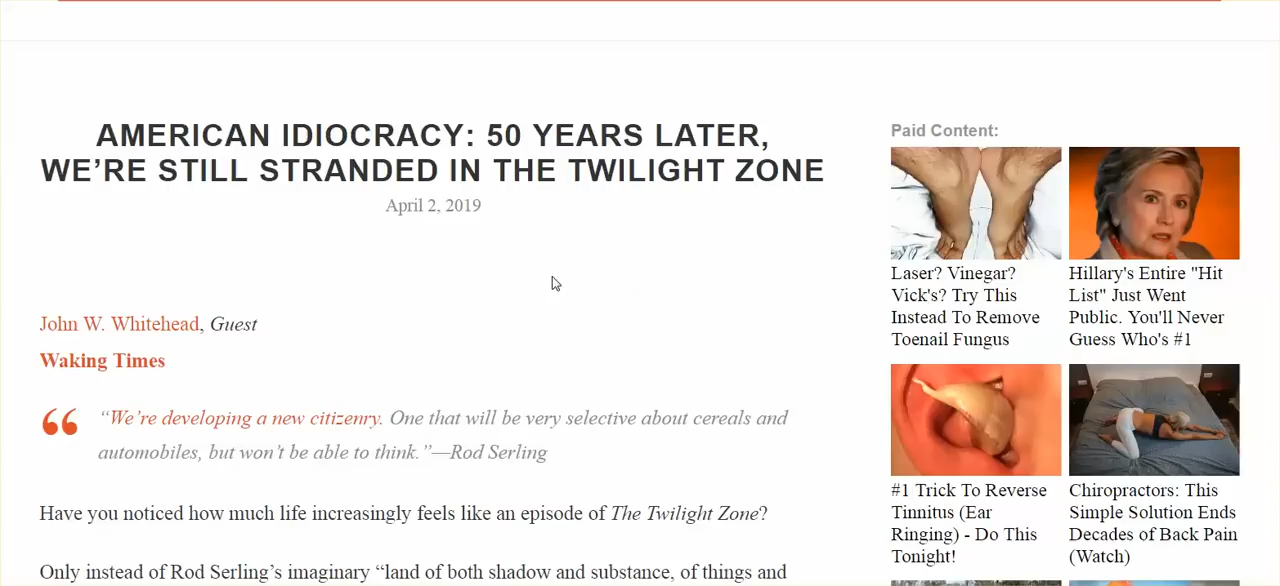 AMERICAN IDIOCRACY: 50 YEARS LATER,
WE’RE STILL STRANDED IN THE TWILIGHT ZONE
April 2, 2019
John W. Whitehead, Guest
Waking Times
“We’re developing a new citizenry. One that will be very selective about cereals and
automobiles, but won’t be able to think.”—Rod Serling
Have you noticed how much life increasingly feels like an episode of The Twilight Zone?
Only instead of Rod Serling’s imaginary “land of both shadow and substance, of things and
Paid Content:
Laser? Vinegar?
Vick's? Try This
Instead To Remove
Toenail Fungus
Hillary's Entire "Hit
List" Just Went
Public. You'll Never
Guess Who's #1
#1 Trick To Reverse
Tinnitus (Ear
Ringing) - Do This
Tonight!
Chiropractors: This
Simple Solution Ends
Decades of Back Pain
(Watch)